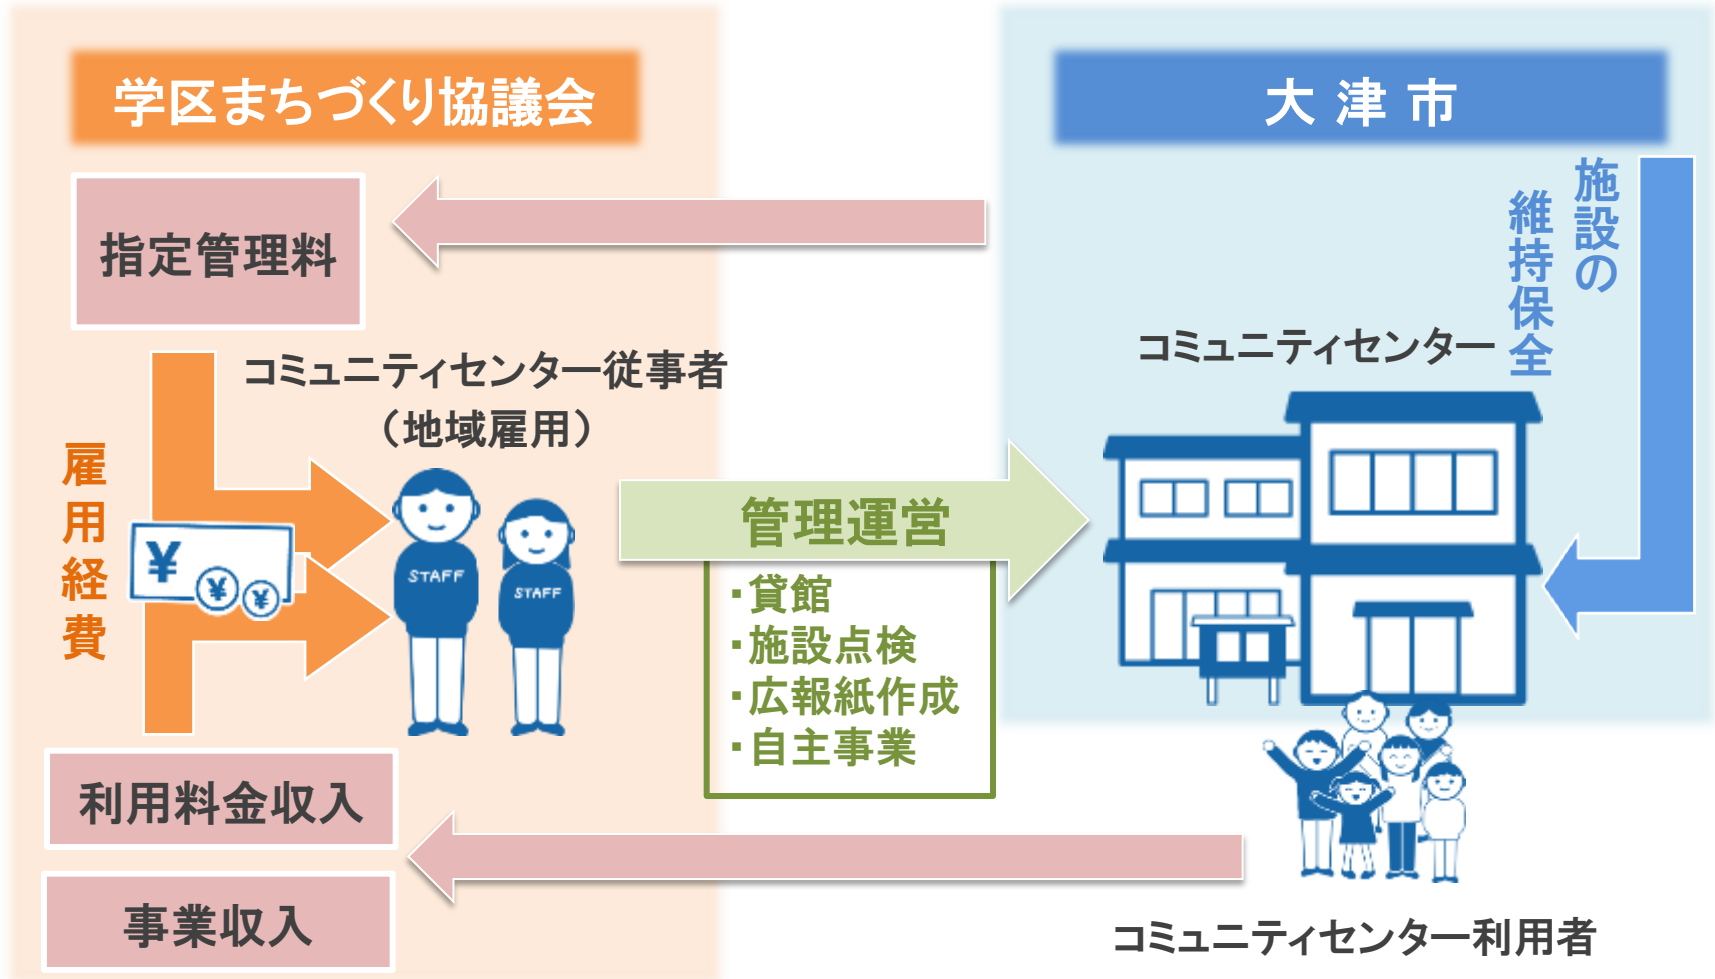 学区まちづくり協議会
大津市
指定管理料
施設の
維持保全
コミュニティセンター
コミュニティセンター従事者
（地域雇用）
雇用経費
¥
¥
¥
STAFF
STAFF
管理運営
・貸館
・施設点検
・広報紙作成
・自主事業
利用料金収入
事業収入
コミュニティセンター利用者